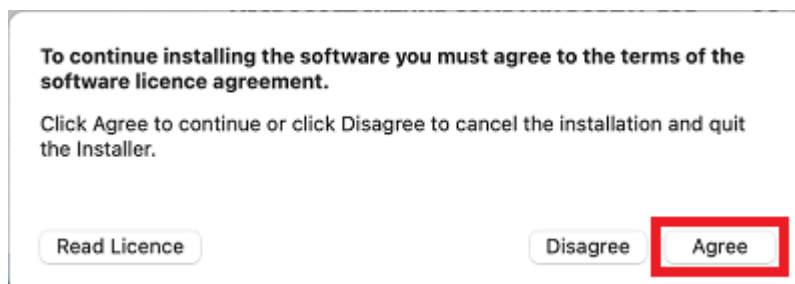 To continue installing the software you must agree to the terms of the
software licence agreement.
Click Agree to continue or click Disagree to cancel the installation and quit
the Installer.
Read Licence
Disagree
Agree